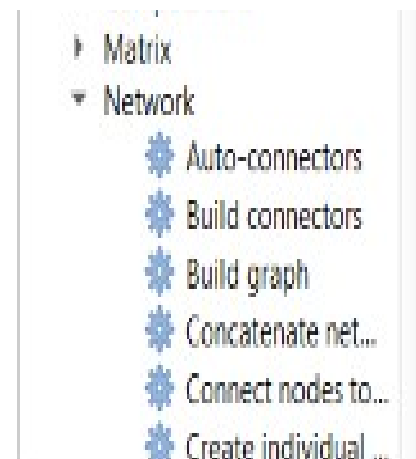 Matrix
Network
Auto-connectors
Build connectors
Build graph
Concatenate net...
Connect nodes to...
Create individual ...